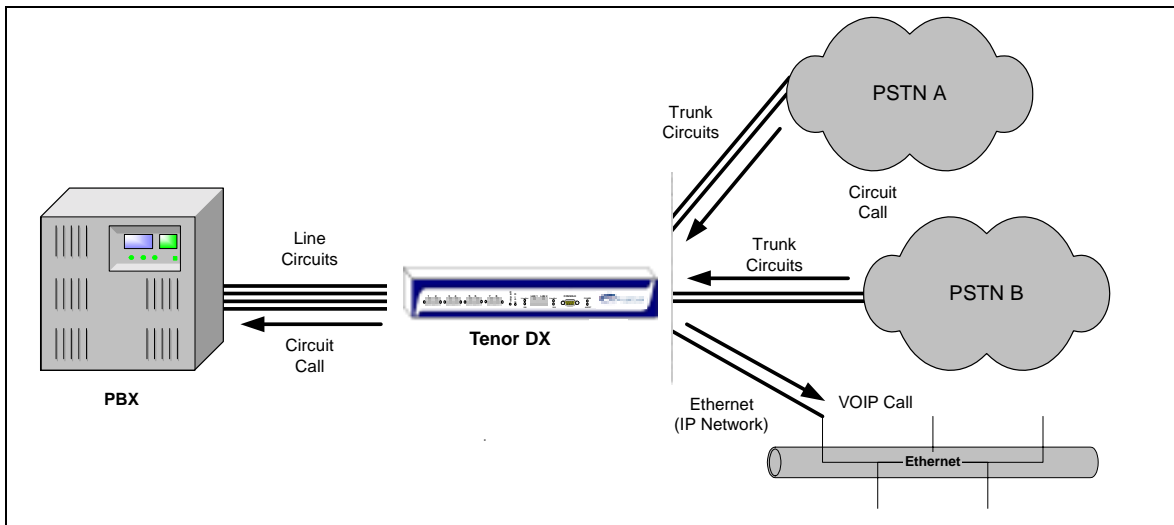 PSTN A
Trunk
Circuits
Circuit
Call
Line
Circuits
Trunk
Circuits
PSTN B
Tenor DX
Circuit
Call
PBX
Ethernet
(IP Network)
VOIP Call
Ethernet